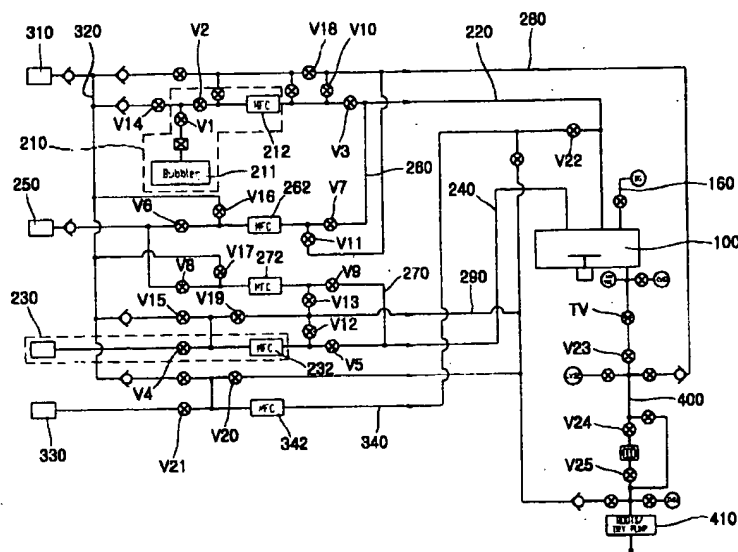 310
320
V2
V18
V10
220
280
V14
V1
MFC
212
V3
V22
210
Bubbler
211
260
240
160
250
V6
V16
262
MFC
V7
V11
100
V17
272
V8
MFC
V9
270
290
V15
V19
V13
TV
230
V12
V23
MFC
V4
232
V5
400
V20
V24
330
MFC
V21
342
340
V25
410
DRY PUMP